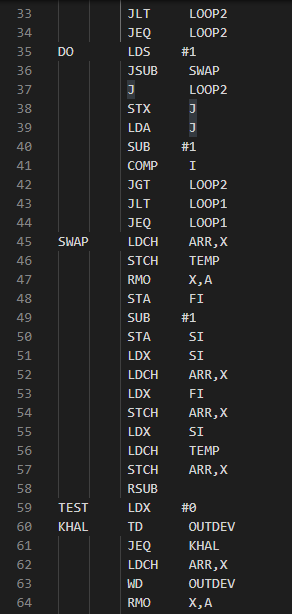 33 JLT LOOP2
34 JEQ LOOP2
35 DO LDS #1
36 JSUB SWAP
37 J LOOP2
38 STX J
39 LDA J
40 SUB #1
41 COMP I
42 JGT LOOP2
43 JLT LOOP1
44 JEQ LOOP1
45 SWAP LDCH ARR,X
46 STCH TEMP
47 RMO X,A
48 STA FI
49 SUB #1
50 STA SI
51 LDX SI
52 LDCH ARR,X
53 LDX FI
54 STCH ARR,X
55 LDX SI
56 LDCH TEMP
57 STCH ARR,X
58 RSUB
59 TEST LDX #0
60 KHAL TD OUTDEV
61 JEQ KHAL
62 LDCH ARR,X
63 WD OUTDEV
64 RMO X,A